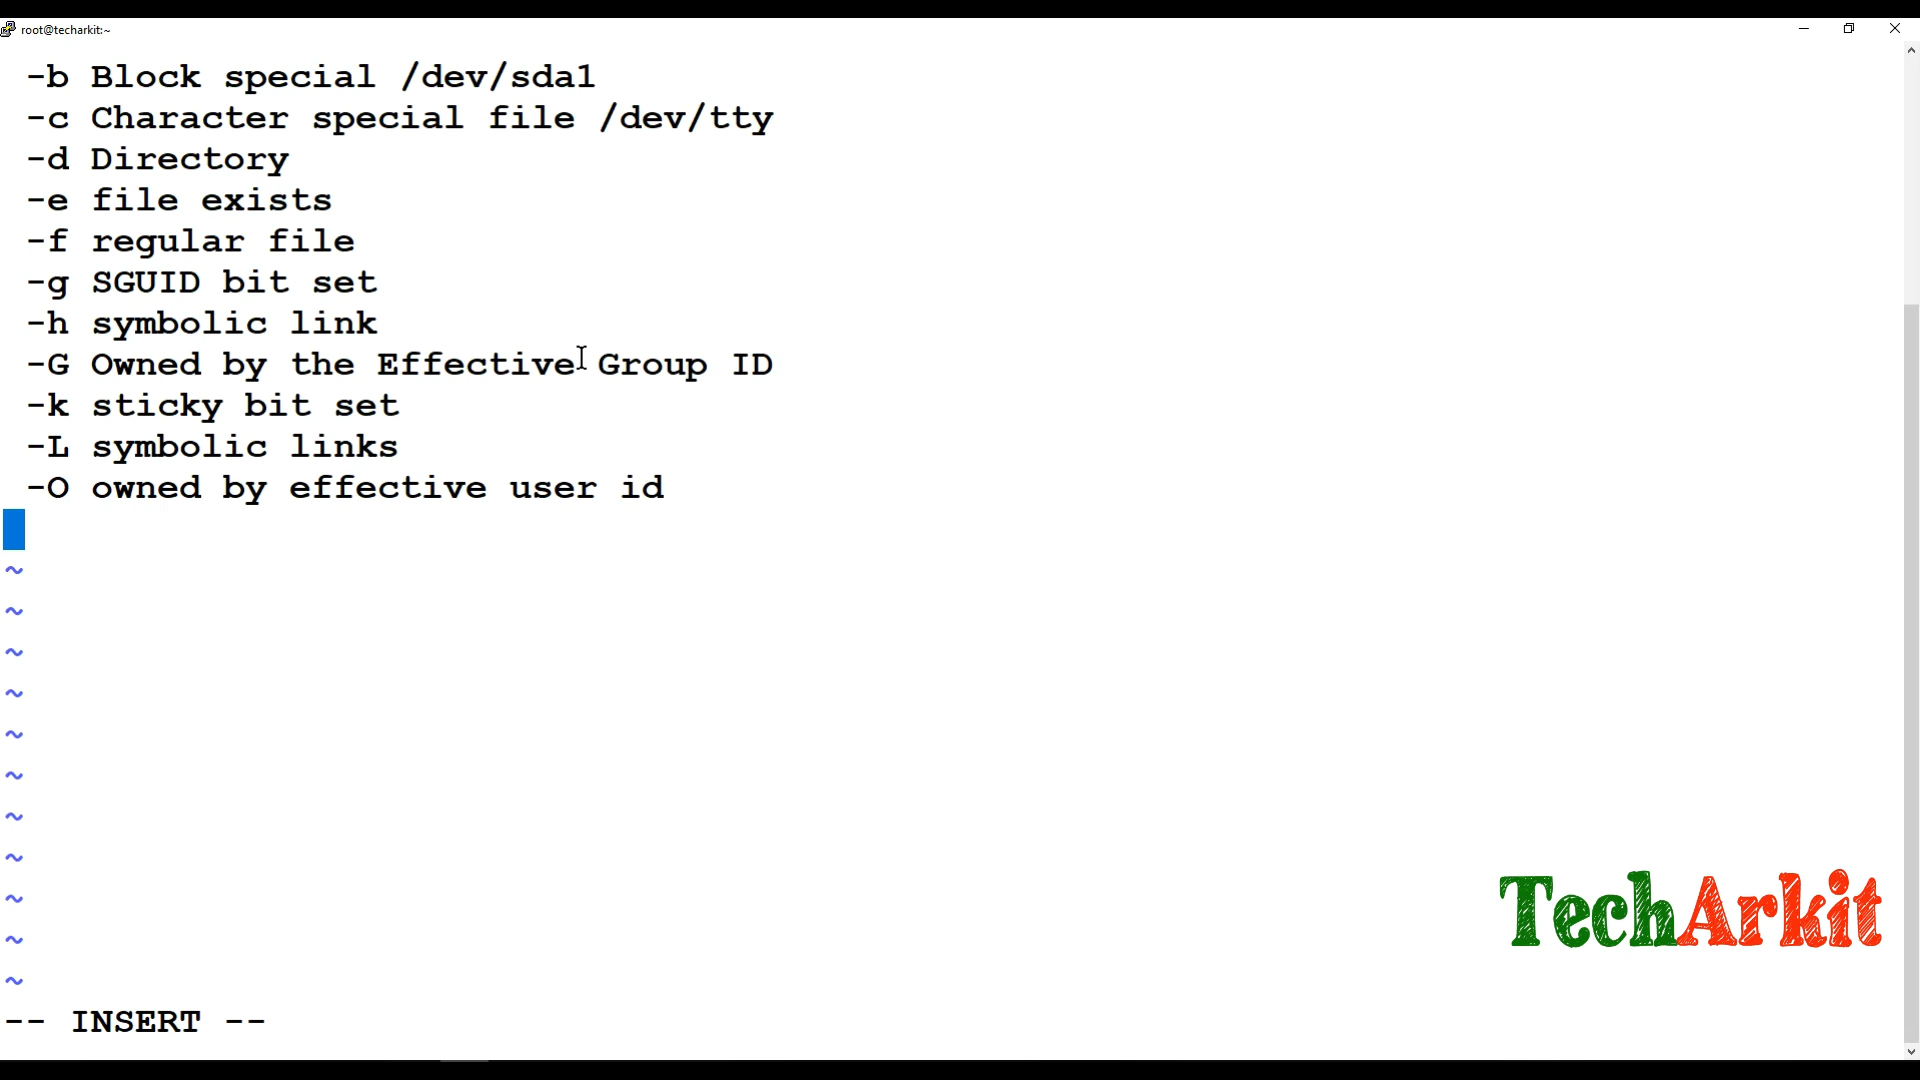 root@techarkit:~
-b Block special /dev/sda1
-c Character special file /dev/tty
-d Directory
-e file exists
-f regular file
-g SGUID bit set
-h symbolic link
-G Owned by the Effective Group ID
-k sticky bit set
-L symbolic links
-O owned by effective user id
~
~
~
~
~
~
~
~
~
~
~
TechArkit
-- INSERT --